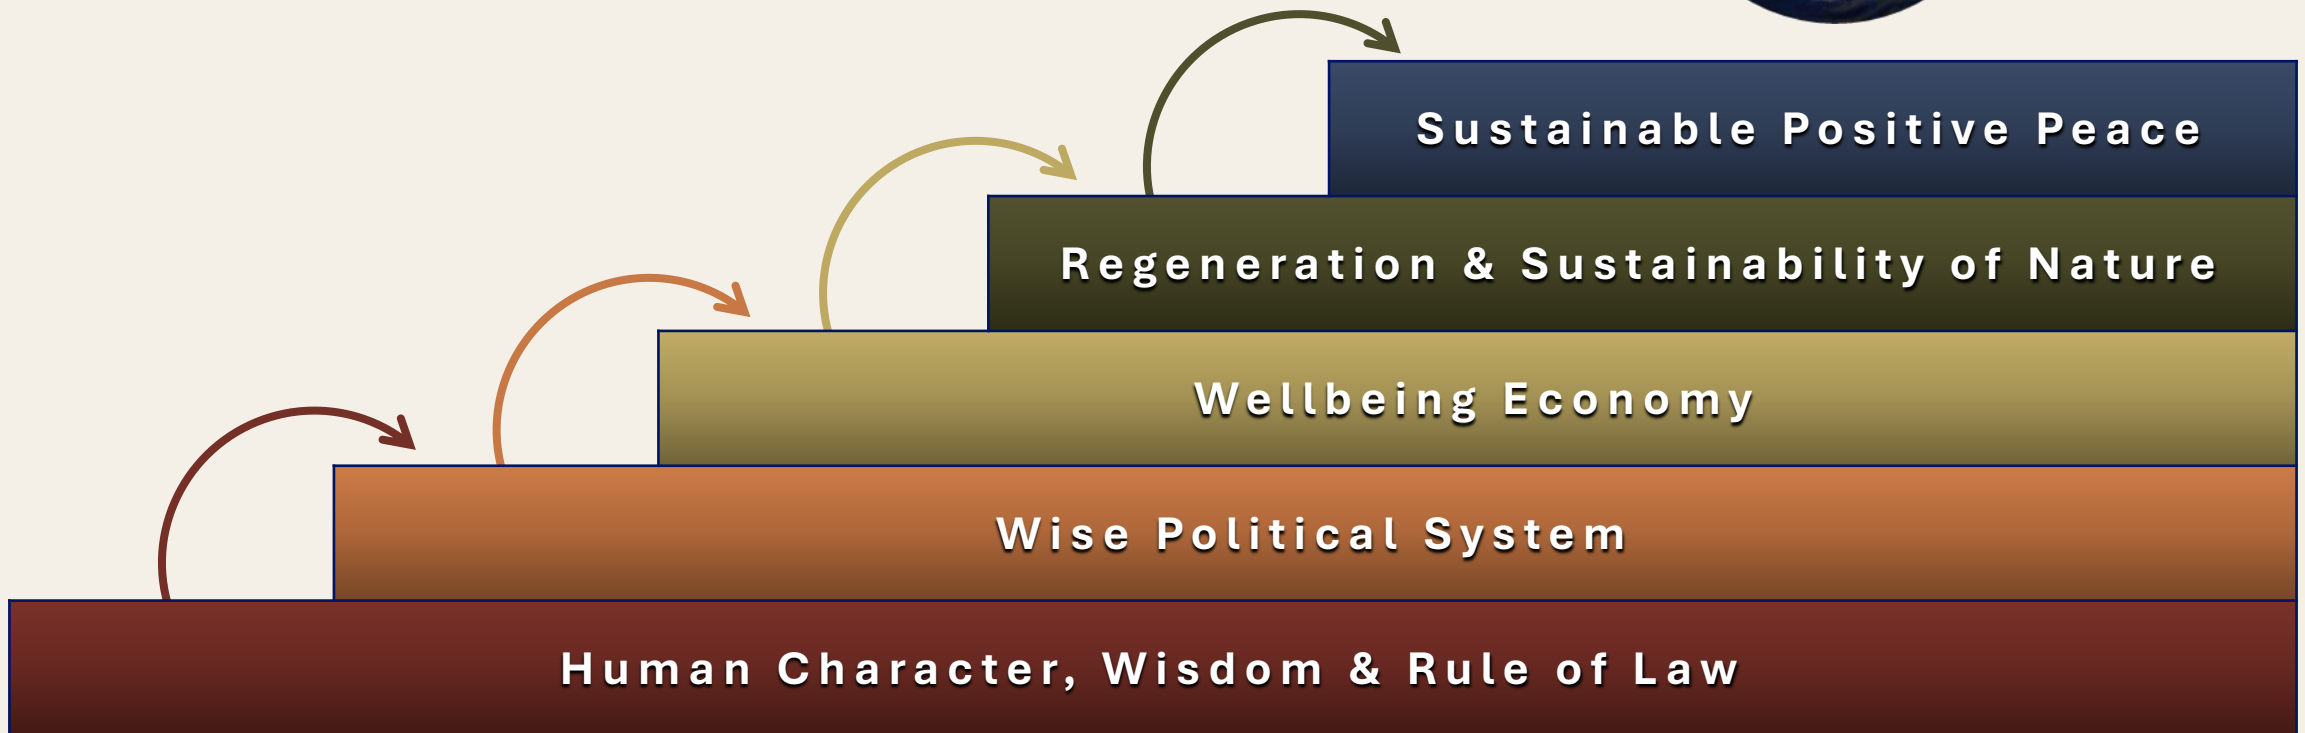 Sustainable Positive Peace
Regeneration & Sustainability of Nature
Wellbeing Economy
Wise Political System
Human Character, Wisdom & Rule of Law